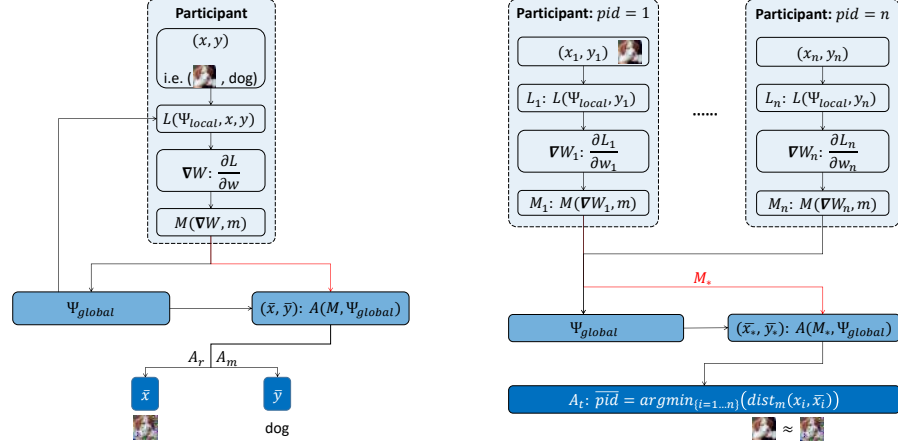 Participant
(x, y)
i.e. ( , dog)
L(Ψ_local, x, y)
∇W: ∂L/∂w
M(∇W, m)
Ψ_global
(x̄, ȳ): A(M, Ψ_global)
A_r
A_m
x̄
ȳ
dog
Participant: pid = 1
(x_1, y_1)
L_1: L(Ψ_local, y_1)
∇W_1: ∂L_1/∂w_1
M_1: M(∇W_1, m)
......
Participant: pid = n
(x_n, y_n)
L_n: L(Ψ_local, y_n)
∇W_n: ∂L_n/∂w_n
M_n: M(∇W_n, m)
M_*
Ψ_global
(x̄_*, ȳ_*): A(M_*, Ψ_global)
A_t: p̅i̅d̅ = argmin_{i=1...n}(dist_m(x_i, x̄_i))
≈